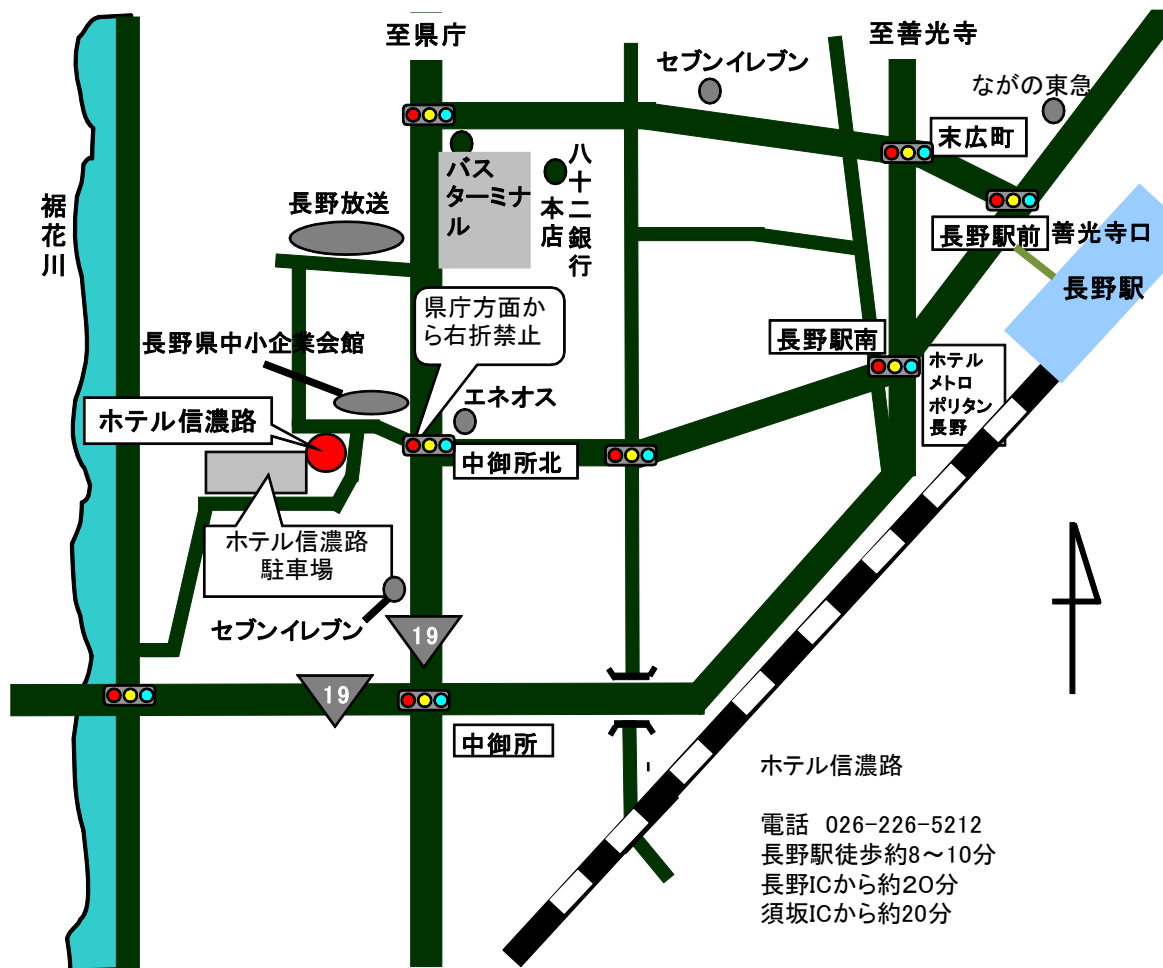 至県庁
至善光寺
セブンイレブン
ながの東急
末広町
バス
ターミナ
ル
八十二銀行
本店
長野放送
裾花川
長野駅前
善光寺口
長野駅
県庁方面か
ら右折禁止
長野駅南
長野県中小企業会館
ホテル
メトロ
ポリタン
長野
エネオス
ホテル信濃路
中御所北
ホテル信濃路
駐車場
セブンイレブン
19
19
中御所
ホテル信濃路
電話 026-226-5212
長野駅徒歩約8～10分
長野ICから約20分
須坂ICから約20分